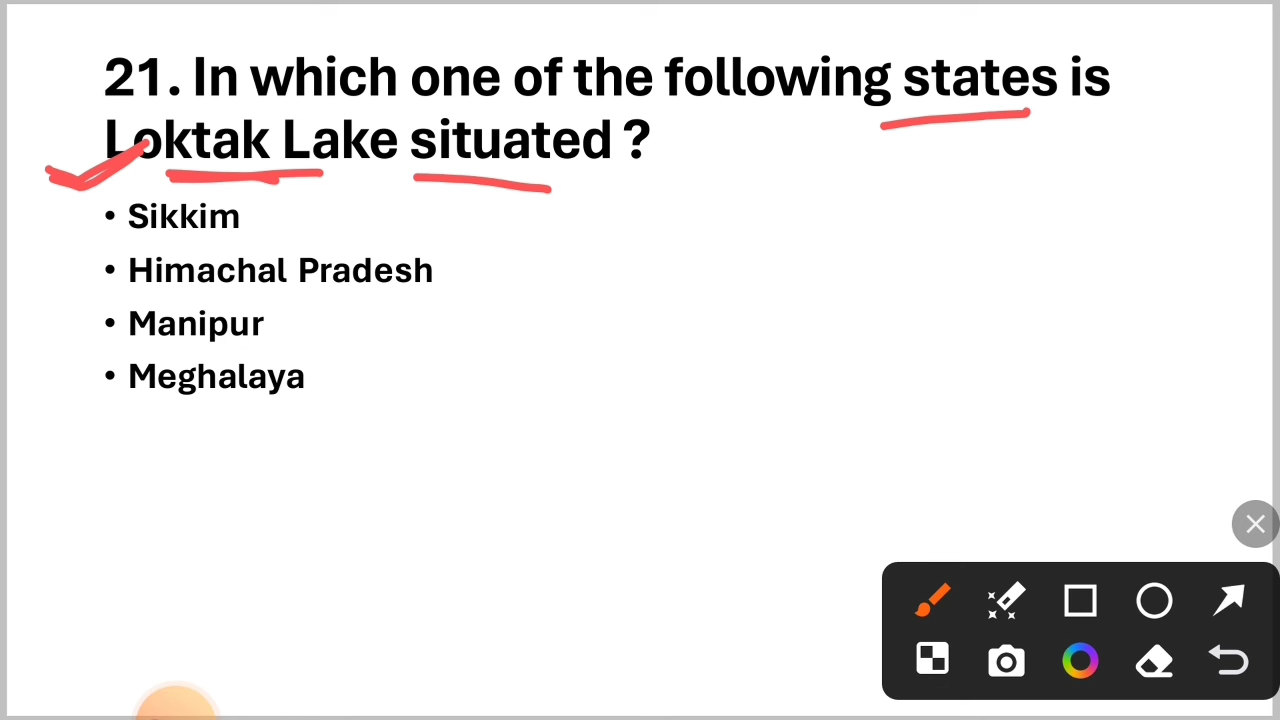 21. In which one of the following states is
Loktak Lake situated ?
• Sikkim
• Himachal Pradesh
• Manipur
• Meghalaya